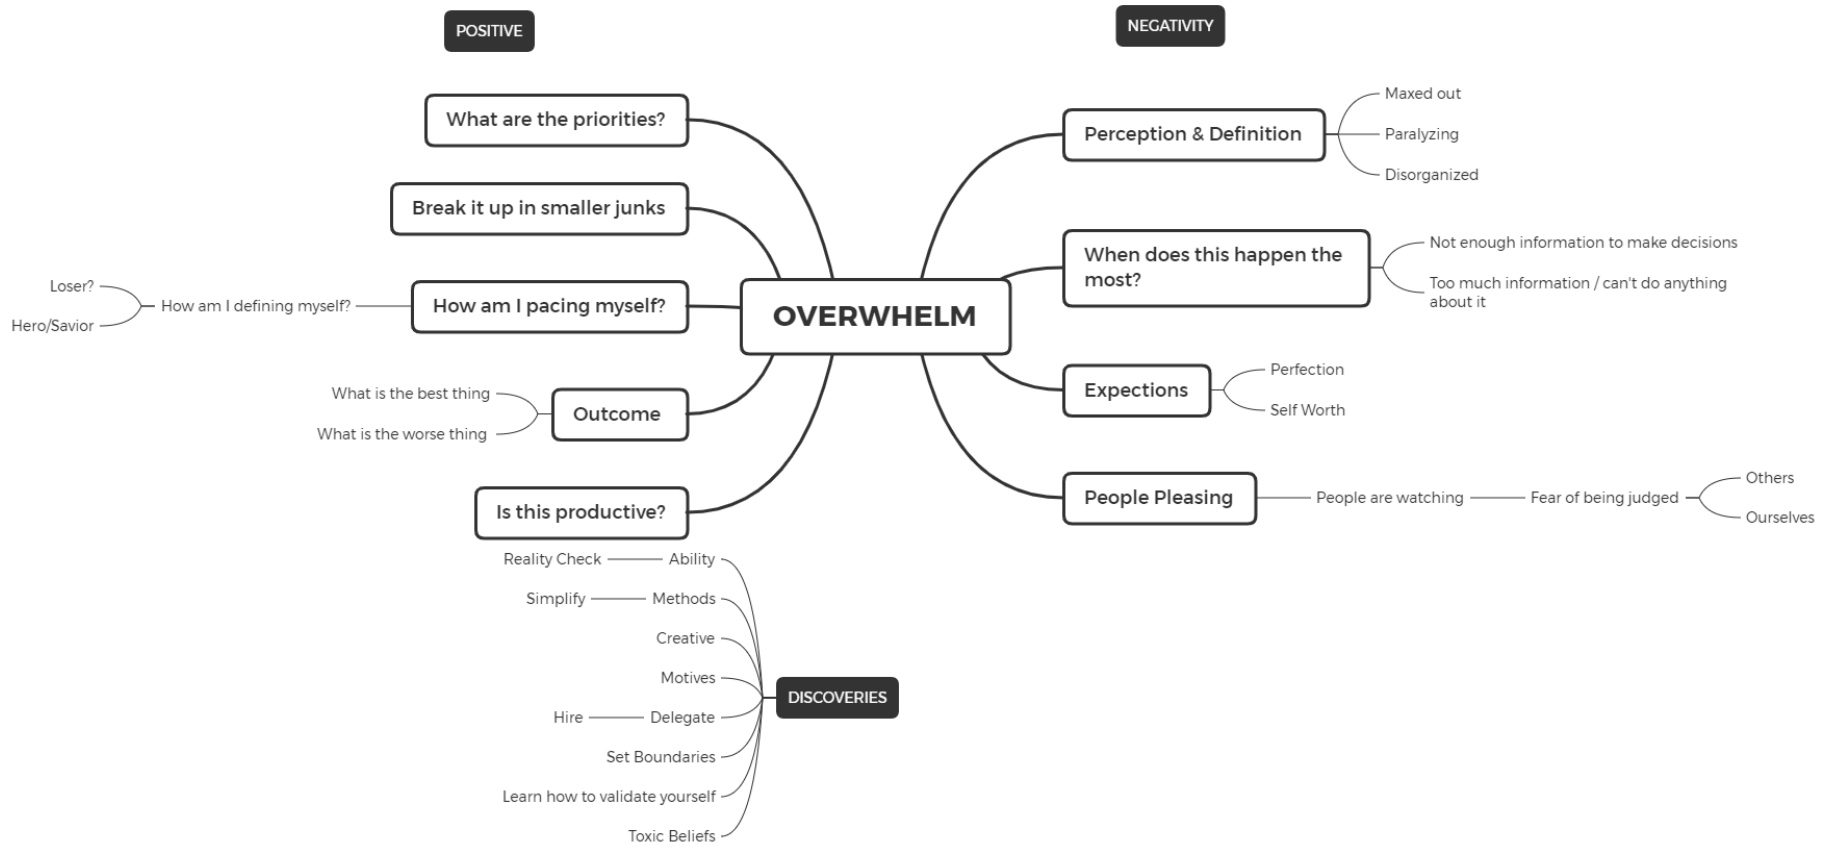 POSITIVE
NEGATIVITY
What are the priorities?
Break it up in smaller junks
How am I pacing myself?
How am I defining myself?
Loser?
Hero/Savior
Outcome
What is the best thing
What is the worse thing
Is this productive?
OVERWHELM
Perception & Definition
Maxed out
Paralyzing
Disorganized
When does this happen the
most?
Not enough information to make decisions
Too much information / can't do anything
about it
Expections
Perfection
Self Worth
People Pleasing
People are watching
Fear of being judged
Others
Ourselves
DISCOVERIES
Ability
Reality Check
Methods
Simplify
Creative
Motives
Delegate
Hire
Set Boundaries
Learn how to validate yourself
Toxic Beliefs